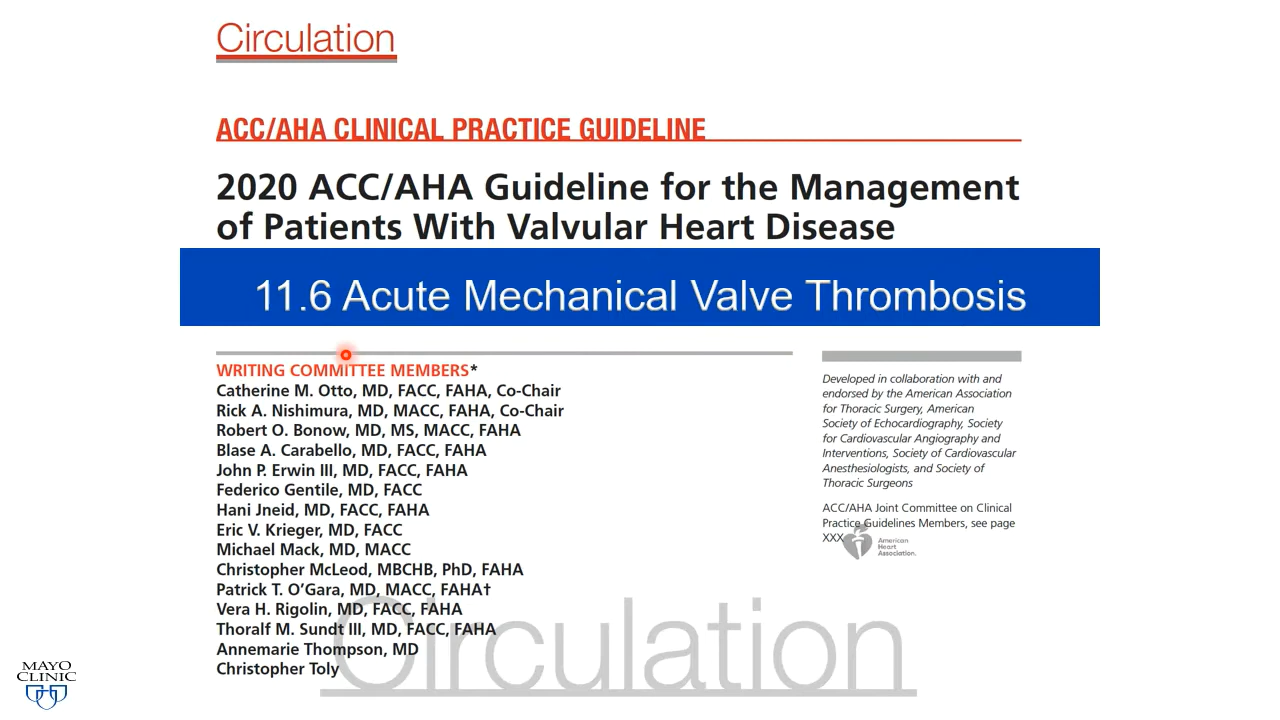 Circulation
ACC/AHA CLINICAL PRACTICE GUIDELINE
2020 ACC/AHA Guideline for the Management
of Patients With Valvular Heart Disease
11.6 Acute Mechanical Valve Thrombosis
WRITING COMMITTEE MEMBERS*
Catherine M. Otto, MD, FACC, FAHA, Co-Chair
Rick A. Nishimura, MD, MACC, FAHA, Co-Chair
Robert O. Bonow, MD, MS, MACC, FAHA
Blase A. Carabello, MD, FACC, FAHA
John P. Erwin III, MD, FACC, FAHA
Federico Gentile, MD, FACC
Hani Jneid, MD, FACC, FAHA
Eric V. Krieger, MD, FACC
Michael Mack, MD, MACC
Christopher McLeod, MBCHB, PhD, FAHA
Patrick T. O’Gara, MD, MACC, FAHA†
Vera H. Rigolin, MD, FACC, FAHA
Thoralf M. Sundt III, MD, FACC, FAHA
Annemarie Thompson, MD
Christopher Toly
Developed in collaboration with and
endorsed by the American Association
for Thoracic Surgery, American
Society of Echocardiography, Society
for Cardiovascular Angiography and
Interventions, Society of Cardiovascular
Anesthesiologists, and Society of
Thoracic Surgeons
ACC/AHA Joint Committee on Clinical
Practice Guidelines Members, see page
XXX
American
Heart
Association.
Circulation
MAYO
CLINIC